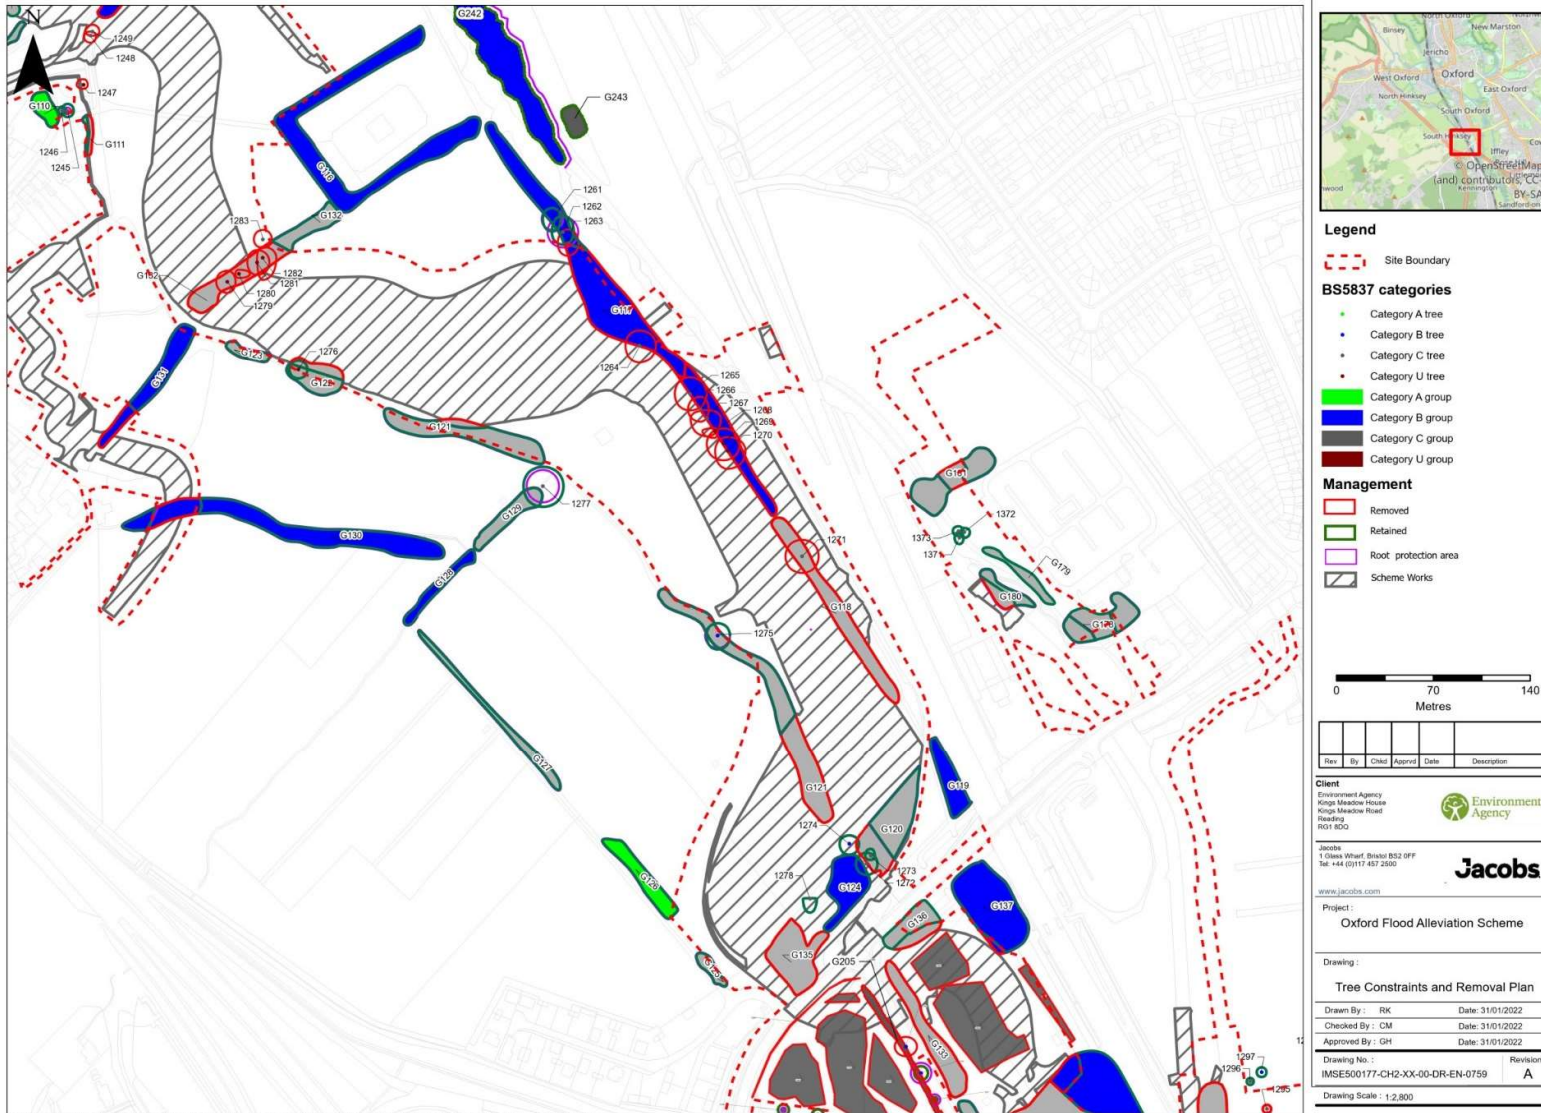 N
1249
1248
1247
G110
G111
1246
1245
G242
G243
G116
1261
1262
1263
1283
G132
1282
1281
1280
1279
G117
1264
1265
1266
1267
1268
1269
1270
G131
G123
1276
G122
G121
1277
G129
G130
G128
1271
G118
1275
G121
G127
G181
1372
1373
1371
G179
G180
G178
G119
1274
G120
1273
1272
1278
G124
G126
G125
G135
G136
G137
G205
G133
1297
1296
1295
North Oxford
Binsey
New Marston
Jericho
West Oxford
Oxford
North Hinksey
East Oxford
South Oxford
South Hinksey
Iffley
© OpenStreetMap
(and) contributors, CC-
BY-SA
Kennington
Sandford-on
Legend
Site Boundary
BS5837 categories
Category A tree
Category B tree
Category C tree
Category U tree
Category A group
Category B group
Category C group
Category U group
Management
Removed
Retained
Root protection area
Scheme Works
0 70 140
Metres
Rev By Chkd Apprvd Date Description
Client
Environment Agency
Kings Meadow House
Kings Meadow Road
Reading
RG1 8DQ
Environment
Agency
Jacobs
1 Glass Wharf, Bristol BS2 0FF
Tel: +44 (0)117 457 2500
Jacobs
www.jacobs.com
Project :
Oxford Flood Alleviation Scheme
Drawing :
Tree Constraints and Removal Plan
Drawn By : RK Date: 31/01/2022
Checked By : CM Date: 31/01/2022
Approved By : GH Date: 31/01/2022
Drawing No. : Revision
IMSE500177-CH2-XX-00-DR-EN-0759 A
Drawing Scale : 1:2,800